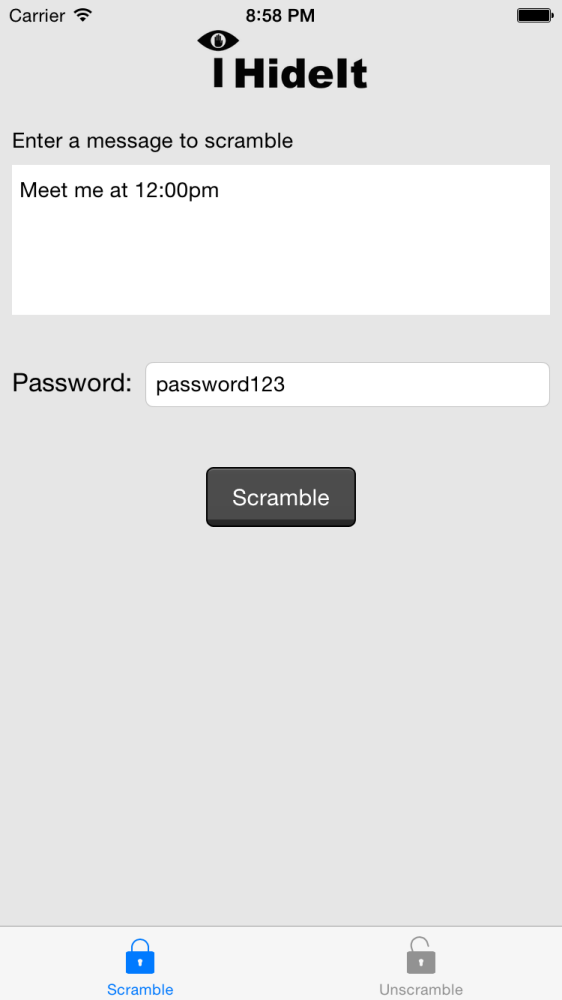 Carrier 8:58 PM
I HideIt
Enter a message to scramble
Meet me at 12:00pm
Password: password123
Scramble
Scramble Unscramble